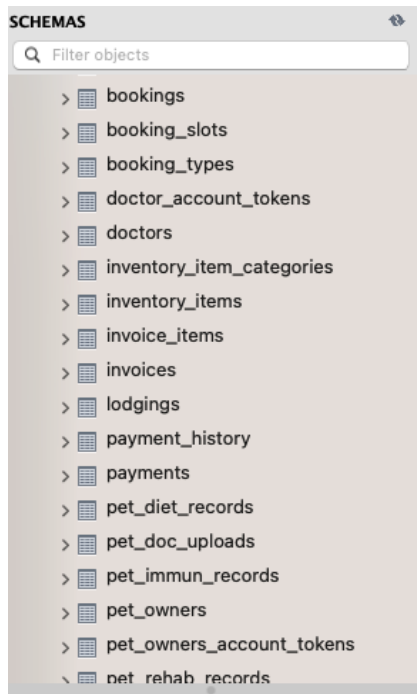 SCHEMAS
Filter objects
bookings
booking_slots
booking_types
doctor_account_tokens
doctors
inventory_item_categories
inventory_items
invoice_items
invoices
lodgings
payment_history
payments
pet_diet_records
pet_doc_uploads
pet_immun_records
pet_owners
pet_owners_account_tokens
pet_rehab_records